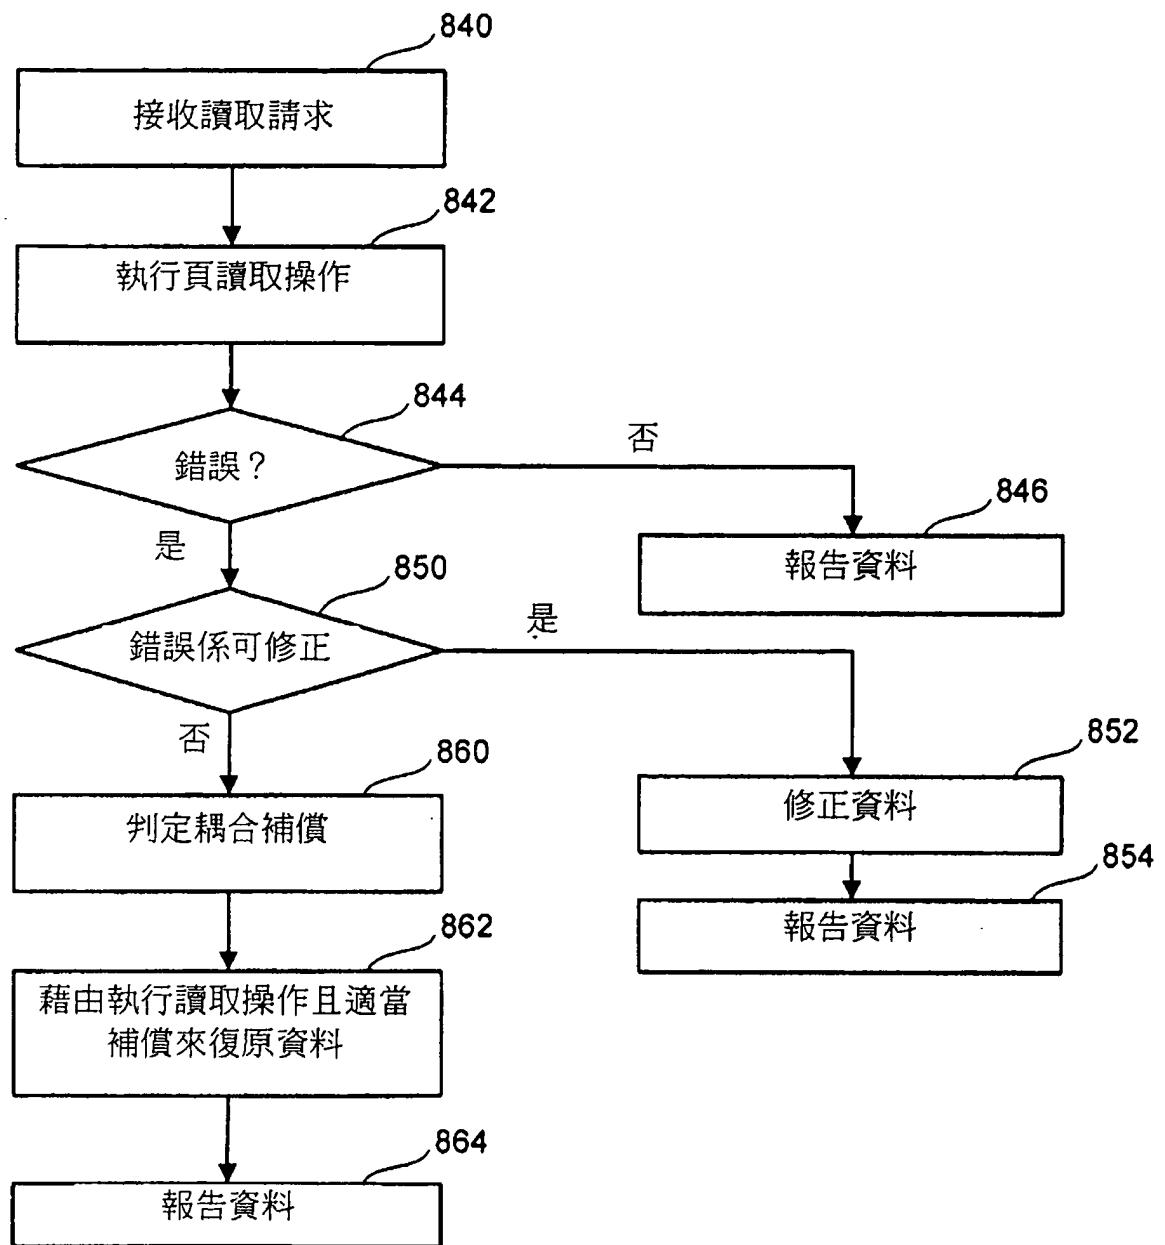 840
接收讀取請求
842
執行頁讀取操作
844
錯誤？
否
846
報告資料
是
850
錯誤係可修正
是
852
修正資料
854
報告資料
否
860
判定耦合補償
862
藉由執行讀取操作且適當
補償來復原資料
864
報告資料